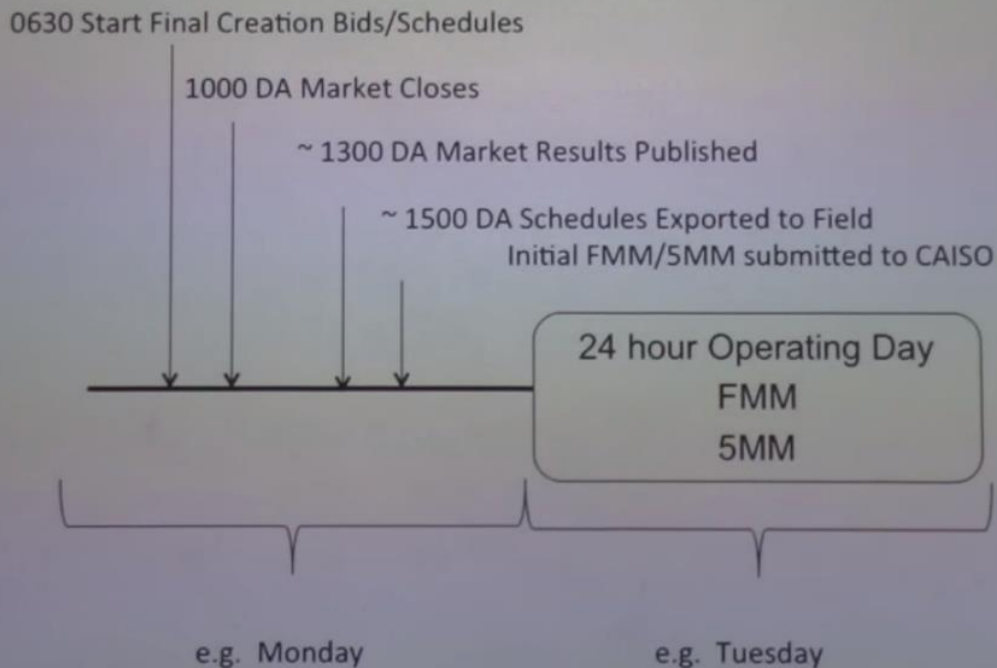 0630 Start Final Creation Bids/Schedules
1000 DA Market Closes
~ 1300 DA Market Results Published
~ 1500 DA Schedules Exported to Field
Initial FMM/5MM submitted to CAISO
24 hour Operating Day
FMM
5MM
e.g. Monday
e.g. Tuesday